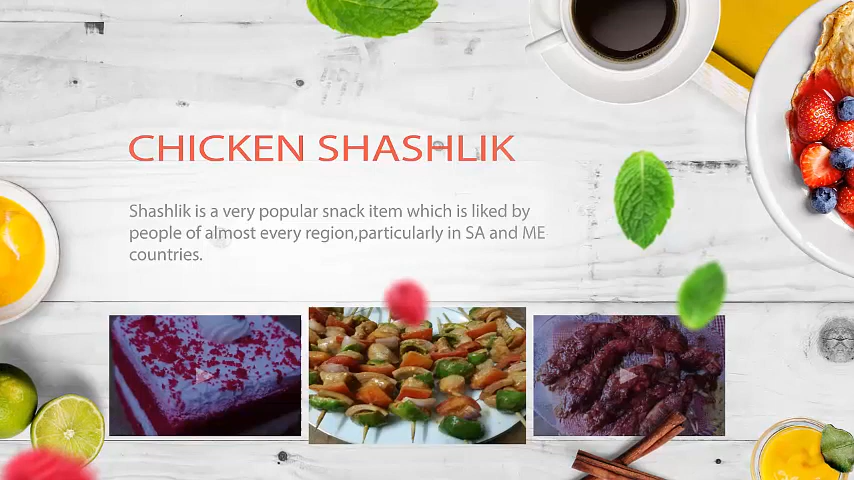 CHICKEN SHASHLIK
Shashlik is a very popular snack item which is liked by
people of almost every region,particularly in SA and ME
countries.